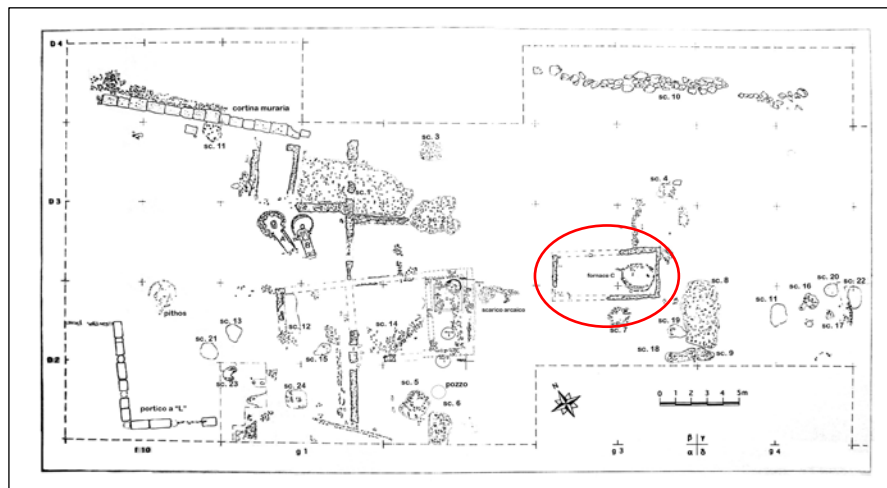 D 4
cortina muraria
sc. 10
sc. 11
sc. 3
sc. 4
sc. 1
D 3
fornace C
sc. 8
sc. 20
sc. 22
sc. 16
pithos
scarico arcaico
sc. 13
sc. 12
sc. 14
sc. 7
sc. 19
sc. 11
sc. 17
sc. 21
sc. 15
sc. 18
sc. 9
D 2
sc. 23
sc. 24
sc. 5
pozzo
sc. 6
N
0 1 2 3 4 5m
portico a "L"
f:10
g 1
g 3
β γ
α δ
g 4